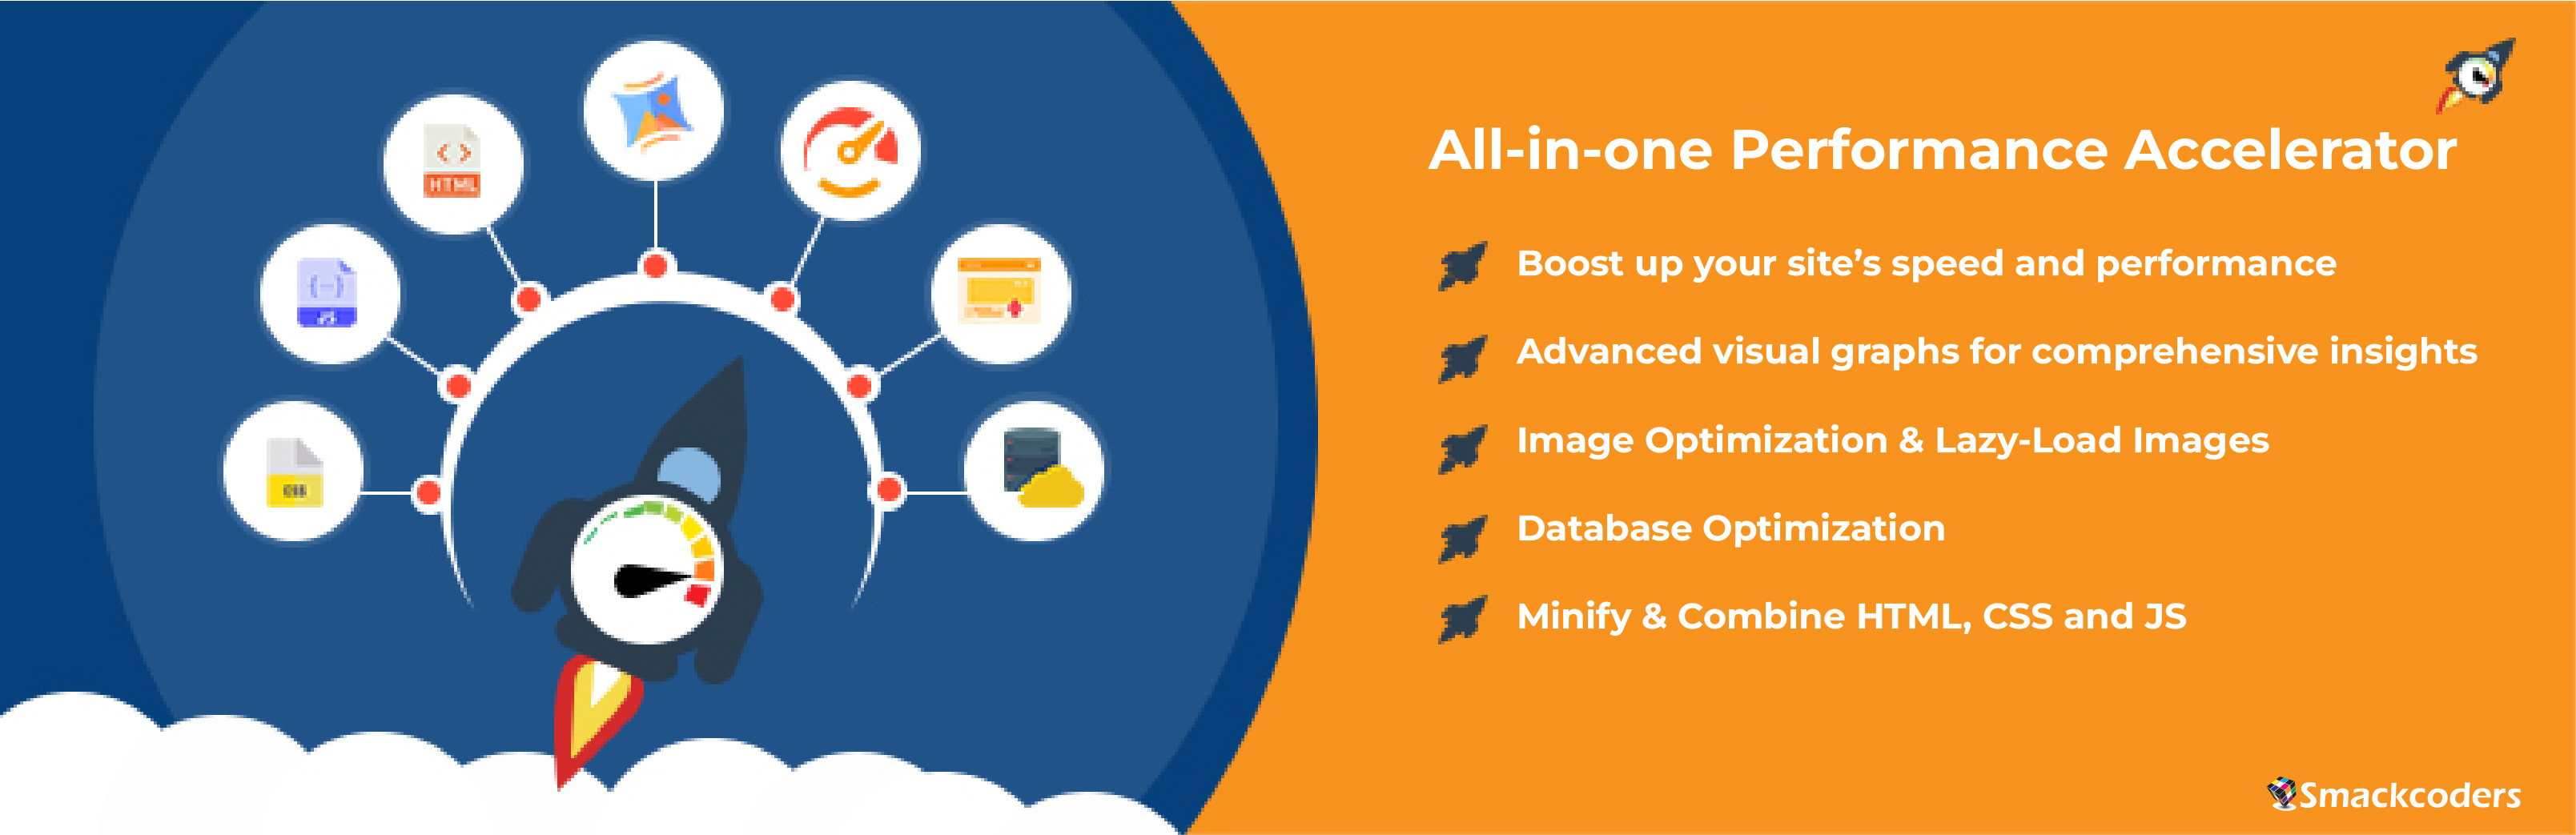 HTML
JS
CSS
All-in-one Performance Accelerator
Boost up your site’s speed and performance
Advanced visual graphs for comprehensive insights
Image Optimization & Lazy-Load Images
Database Optimization
Minify & Combine HTML, CSS and JS
Smackcoders